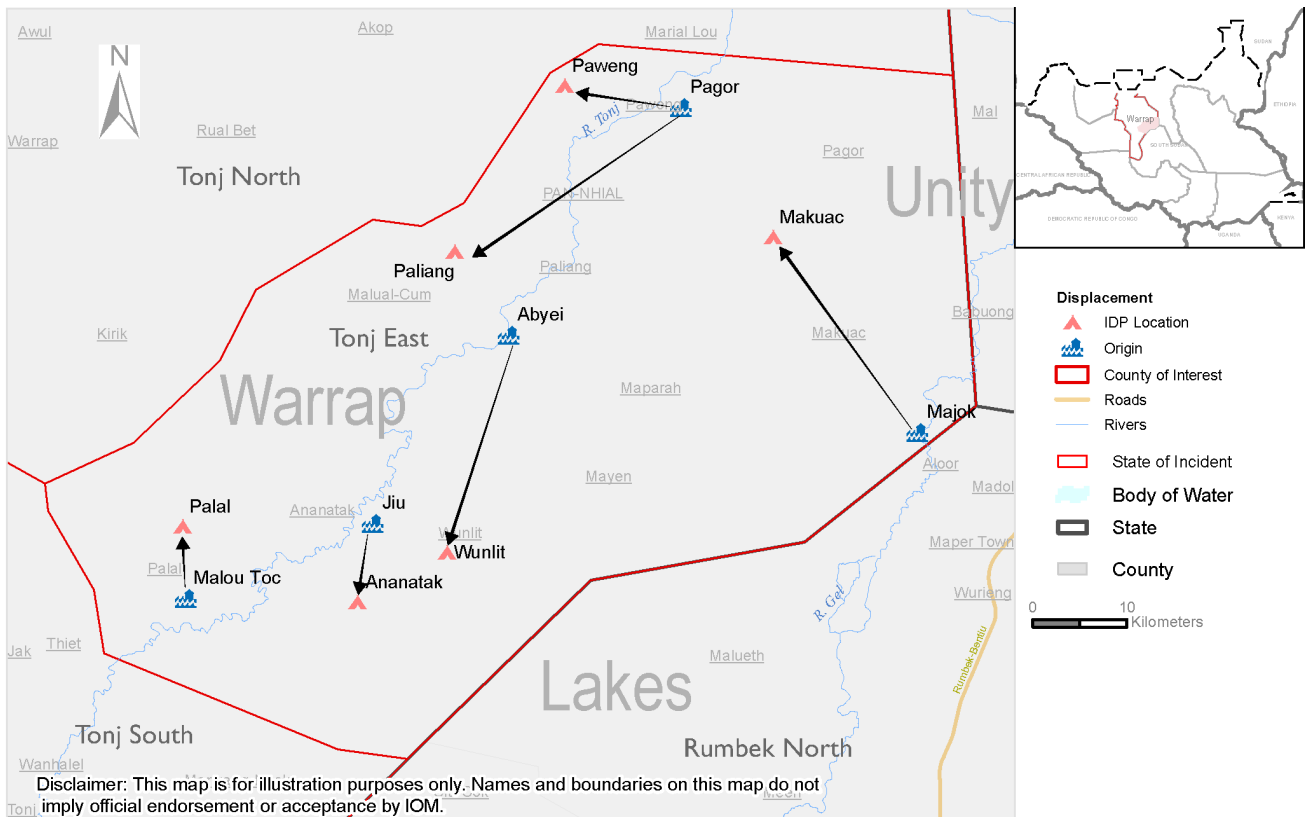 Awul
Akop
Marial Lou
N
Paweng
Pagor
Paweng
R. Tonj
Mal
Warrap
Rual Bet
Pagor
Tonj North
PAN-NHIAL
Unity
Makuac
Paliang
Paliang
Malual-Cum
Abyei
Babuong
Kirik
Tonj East
Makuac
Warrap
Maparah
Majok
Aloor
Mayen
Madol
Palal
Ananatak
Jiu
Wunlit
Wunlit
Maper Town
Palal
Malou Toc
Ananatak
R. Gel
Wurieng
Jak
Thiet
Malueth
Rumbek-Bentiu
Lakes
Tonj South
Rumbek North
Wanhalel
Tonj
Disclaimer: This map is for illustration purposes only. Names and boundaries on this map do not
imply official endorsement or acceptance by IOM.
SUDAN
ETHIOPIA
Warrap
SOUTH SUDAN
CENTRAL AFRICAN REPUBLIC
DEMOCRATIC REPUBLIC OF CONGO
UGANDA
KENYA
Displacement
IDP Location
Origin
County of Interest
Roads
Rivers
State of Incident
Body of Water
State
County
0 10
Kilometers